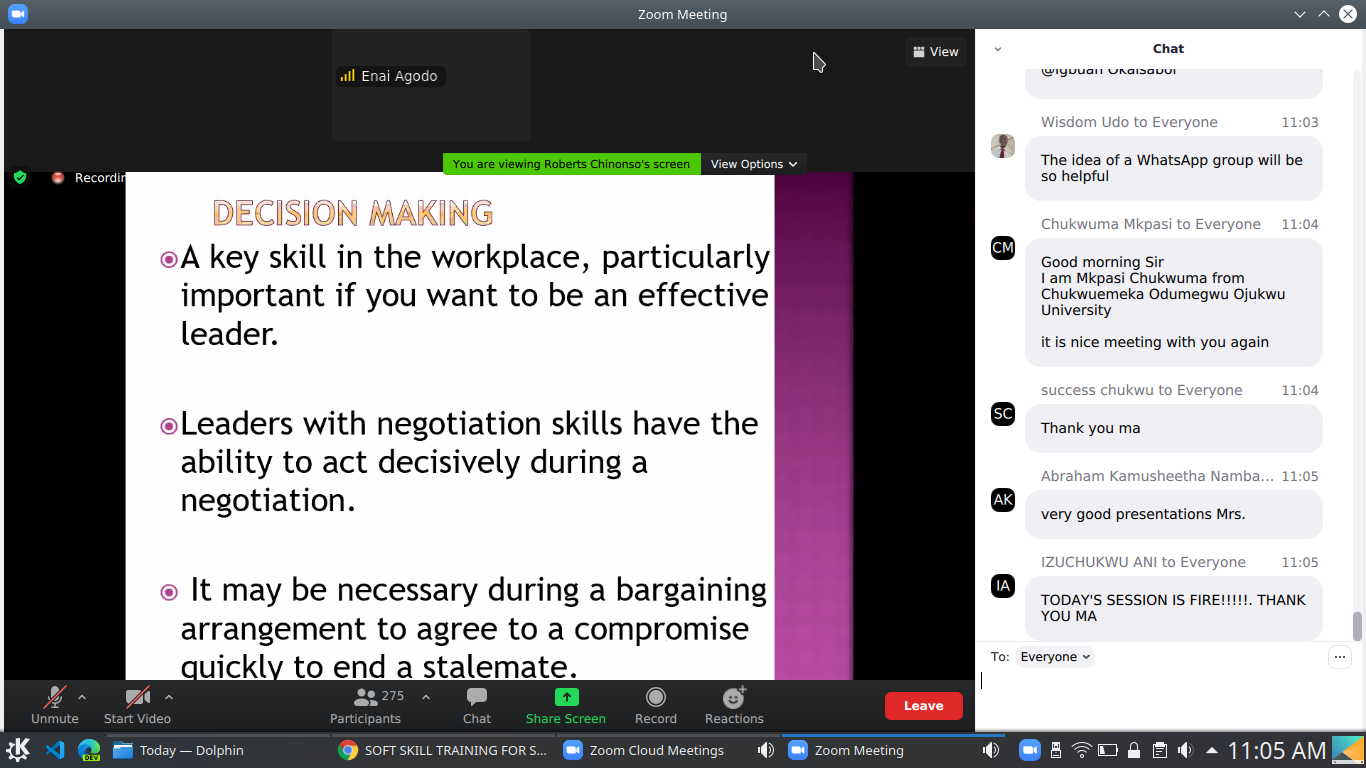 Zoom Meeting
Enai Agodo
View
You are viewing Roberts Chinonso's screen
View Options
Recordin
DECISION MAKING
A key skill in the workplace, particularly
important if you want to be an effective
leader.
Leaders with negotiation skills have the
ability to act decisively during a
negotiation.
It may be necessary during a bargaining
arrangement to agree to a compromise
quickly to end a stalemate.
Chat
@Igbuan Okaisabor
Wisdom Udo to Everyone 11:03
The idea of a WhatsApp group will be
so helpful
Chukwuma Mkpasi to Everyone 11:04
CM
Good morning Sir
I am Mkpasi Chukwuma from
Chukwuemeka Odumegwu Ojukwu
University
it is nice meeting with you again
success chukwu to Everyone 11:04
SC
Thank you ma
Abraham Kamusheetha Namba... 11:05
AK
very good presentations Mrs.
IZUCHUKWU ANI to Everyone 11:05
IA
TODAY'S SESSION IS FIRE!!!!!. THANK
YOU MA
To: Everyone
Unmute
Start Video
275
Participants
Chat
Share Screen
Record
Reactions
Leave
DEV
Today — Dolphin
SOFT SKILL TRAINING FOR S...
Zoom Cloud Meetings
Zoom Meeting
11:05 AM